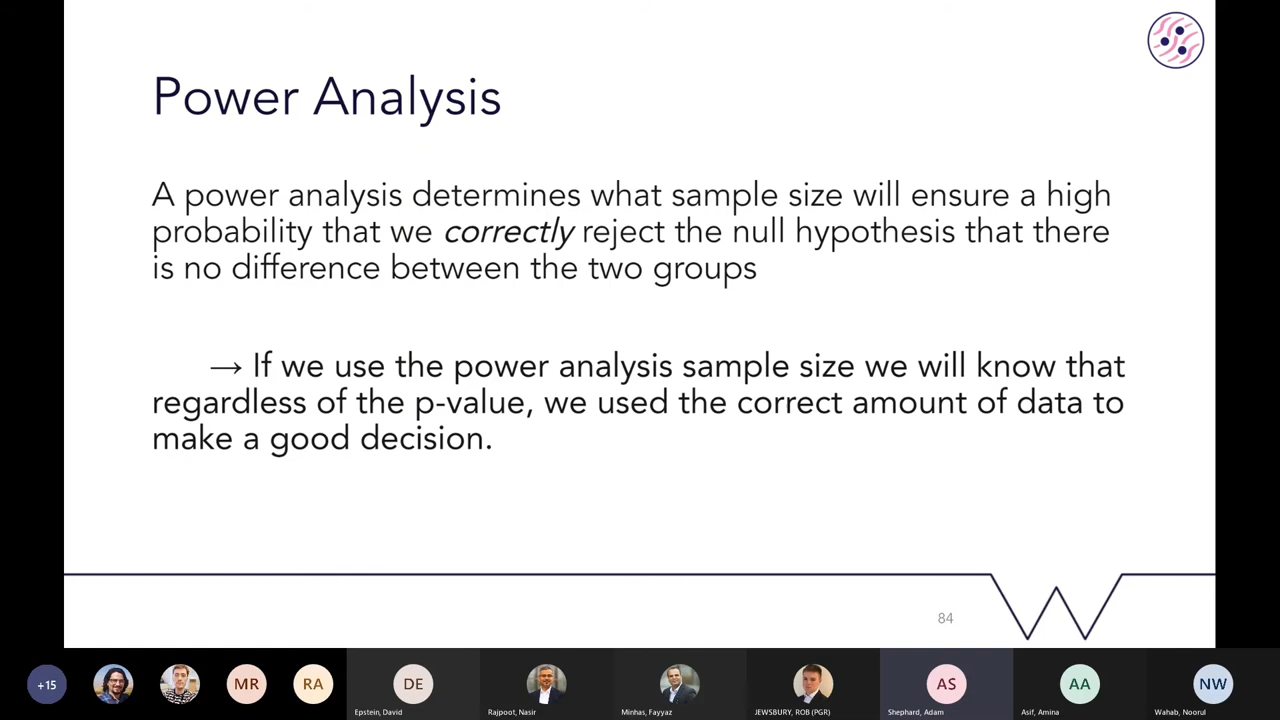 Power Analysis
A power analysis determines what sample size will ensure a high
probability that we correctly reject the null hypothesis that there
is no difference between the two groups
→ If we use the power analysis sample size we will know that
regardless of the p-value, we used the correct amount of data to
make a good decision.
84
+15
MR
RA
DE
AS
AA
NW
Epstein, David
Rajpoot, Nasir
Minhas, Fayyaz
JEWSBURY, ROB (PGR)
Shephard, Adam
Asif, Amina
Wahab, Noorul